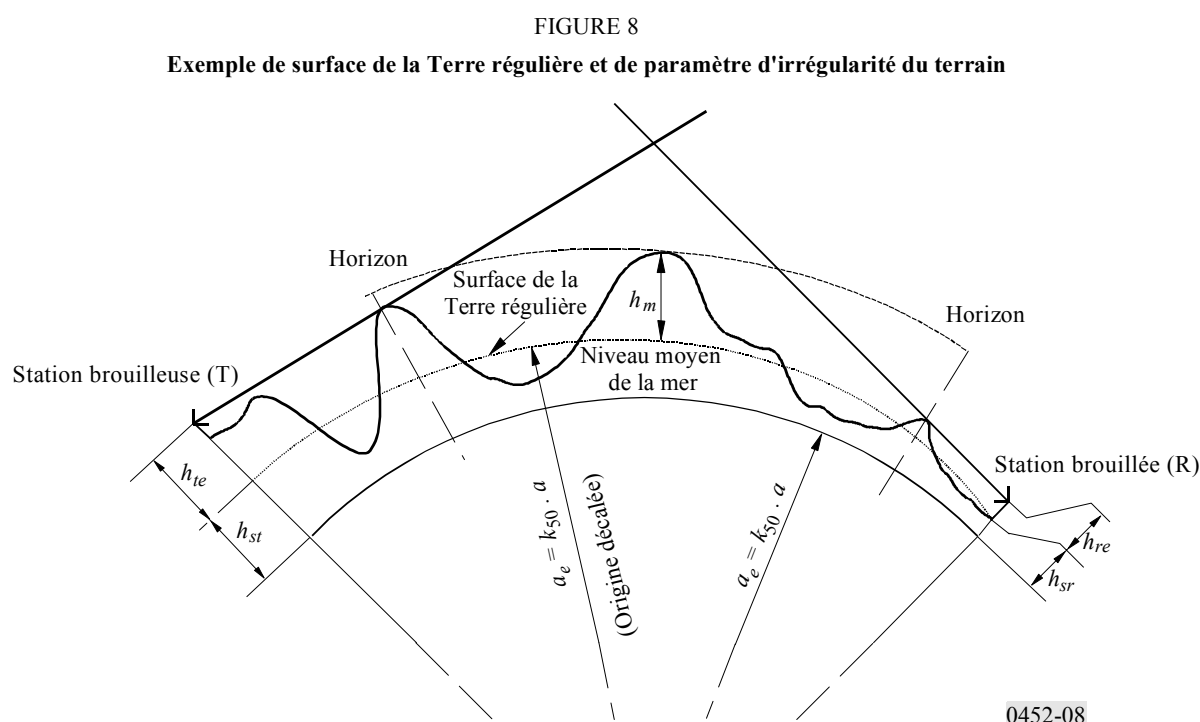 FIGURE 8
Exemple de surface de la Terre régulière et de paramètre d'irrégularité du terrain
Horizon
Surface de la
Terre régulière
h_m
Horizon
Station brouilleuse (T)
Niveau moyen
de la mer
Station brouillée (R)
h_te
h_st
a_e = k_50 . a
(Origine décalée)
a_e = k_50 . a
h_re
h_sr
0452-08